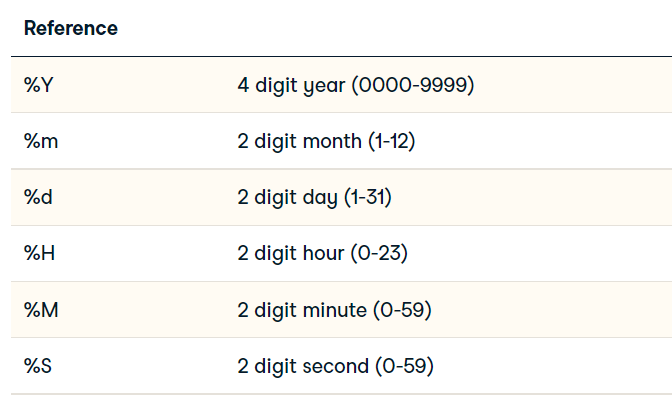 Reference
%Y 4 digit year (0000-9999)
%m 2 digit month (1-12)
%d 2 digit day (1-31)
%H 2 digit hour (0-23)
%M 2 digit minute (0-59)
%S 2 digit second (0-59)